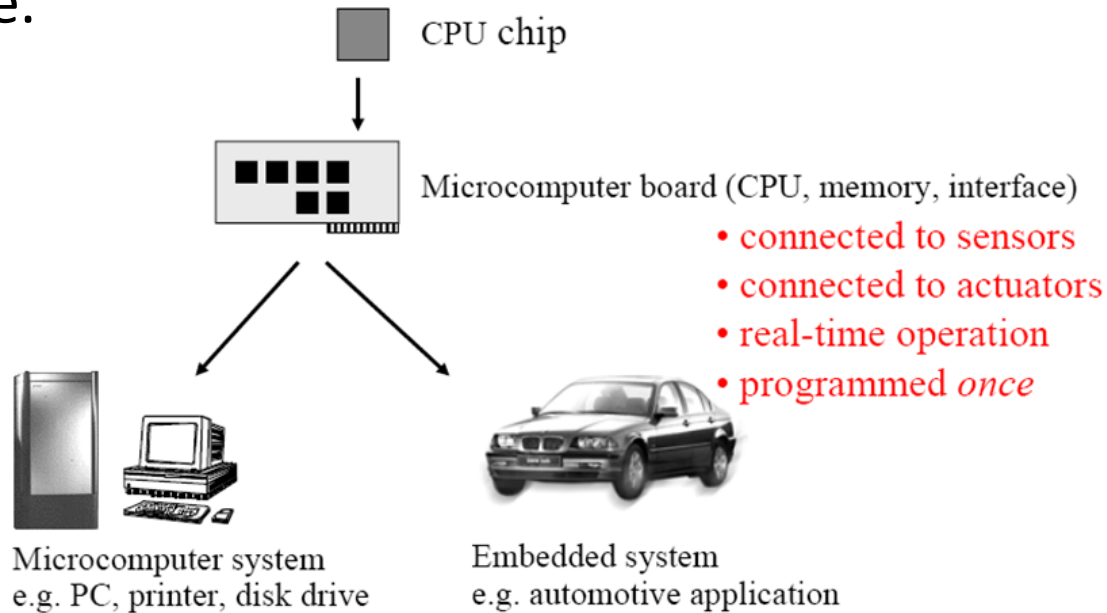 e.
CPU chip
Microcomputer board (CPU, memory, interface)
• connected to sensors
• connected to actuators
• real-time operation
• programmed once
Microcomputer system
e.g. PC, printer, disk drive
Embedded system
e.g. automotive application